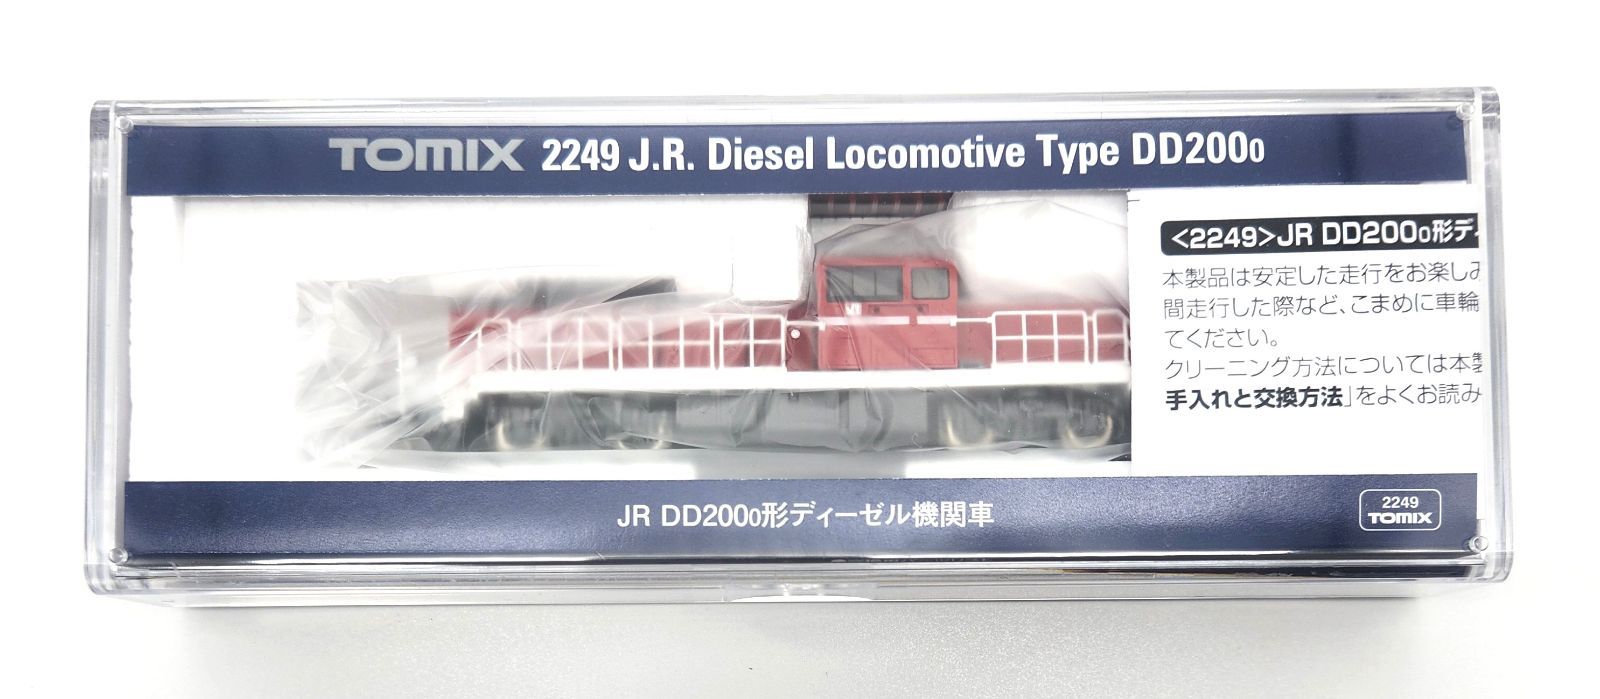 TOMIX 2249 J.R. Diesel Locomotive Type DD2000
<2249>JR DD2000形デ
本製品は安定した走行をお楽しみ
間走行した際など、こまめに車輪
てください。
クリーニング方法については本製
手入れと交換方法」をよくお読み
JR DD2000形ディーゼル機関車
2249
TOMIX